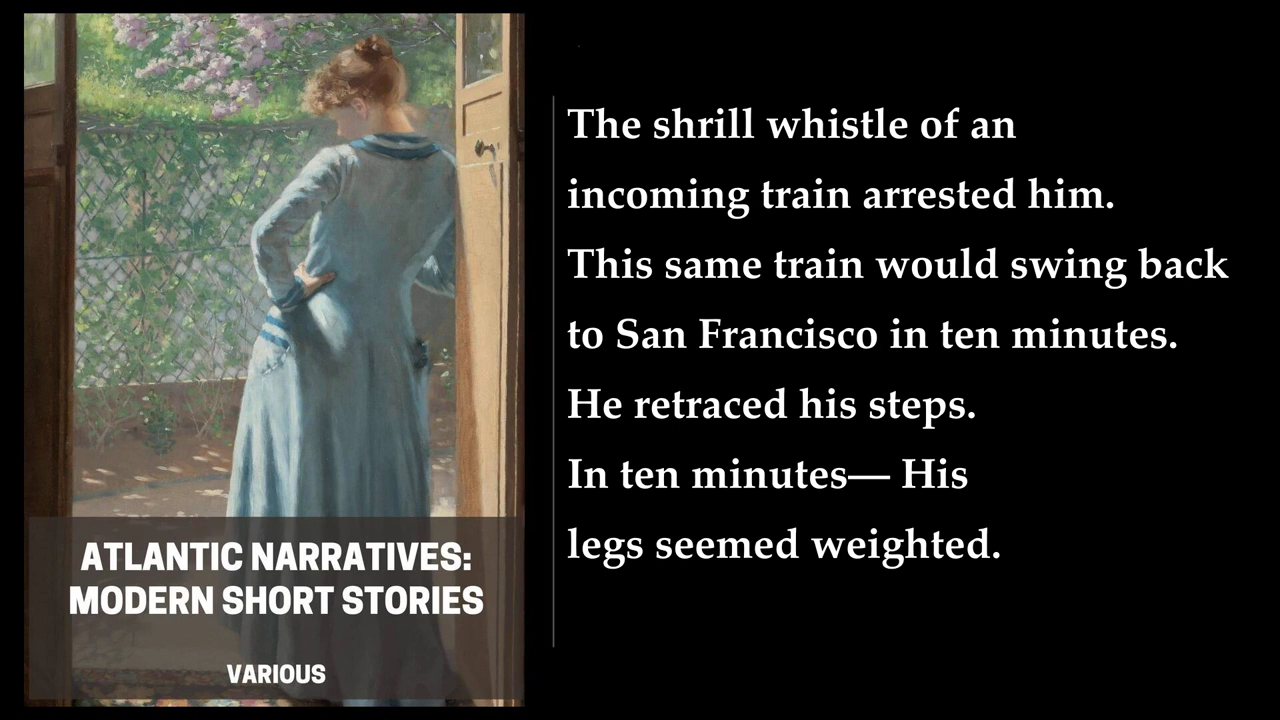 ATLANTIC NARRATIVES:
MODERN SHORT STORIES
VARIOUS
The shrill whistle of an
incoming train arrested him.
This same train would swing back
to San Francisco in ten minutes.
He retraced his steps.
In ten minutes— His
legs seemed weighted.